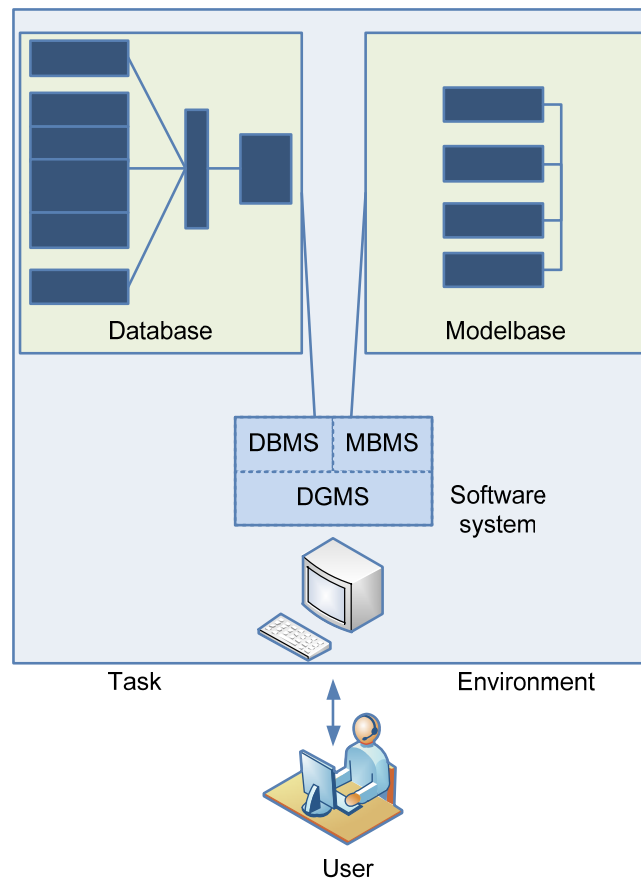 Database
Modelbase
DBMS
MBMS
DGMS
Software
system
Task
Environment
User